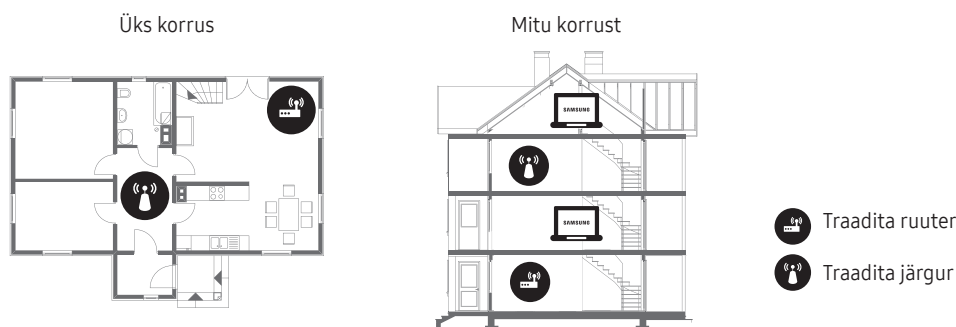 Üks korrus
Mitu korrust
SAMSUNG
SAMSUNG
Traadita ruuter
Traadita järgur